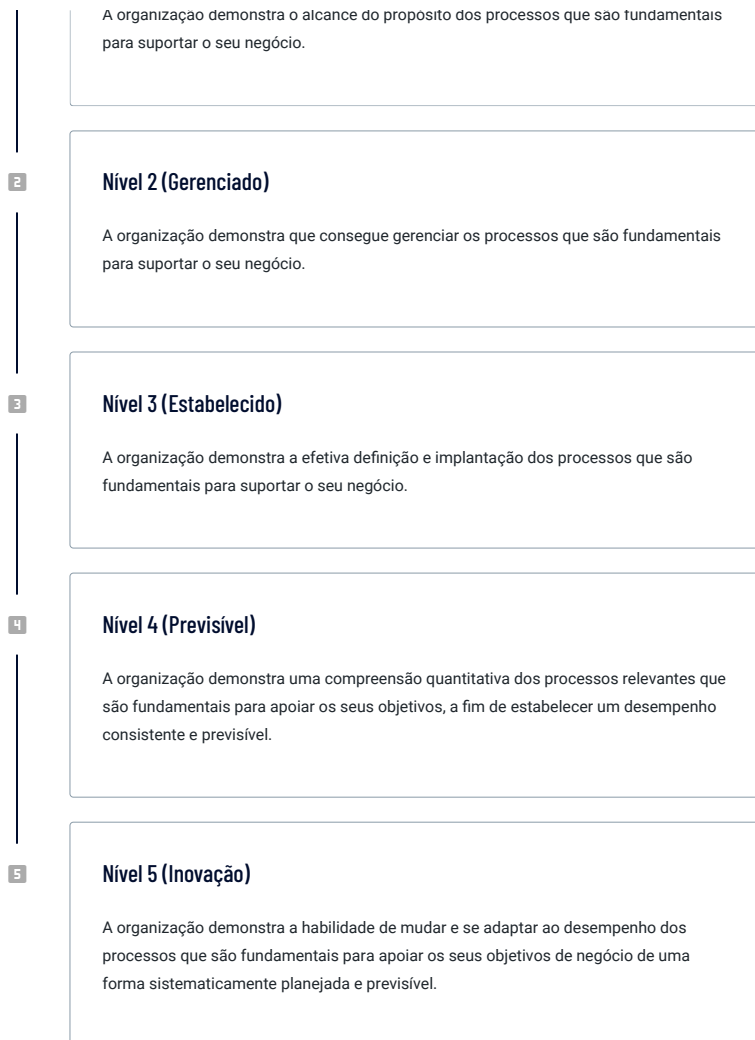 A organização demonstra o alcance do propósito dos processos que são fundamentais
para suportar o seu negócio.
2
Nível 2 (Gerenciado)
A organização demonstra que consegue gerenciar os processos que são fundamentais
para suportar o seu negócio.
3
Nível 3 (Estabelecido)
A organização demonstra a efetiva definição e implantação dos processos que são
fundamentais para suportar o seu negócio.
4
Nível 4 (Previsível)
A organização demonstra uma compreensão quantitativa dos processos relevantes que
são fundamentais para apoiar os seus objetivos, a fim de estabelecer um desempenho
consistente e previsível.
5
Nível 5 (Inovação)
A organização demonstra a habilidade de mudar e se adaptar ao desempenho dos
processos que são fundamentais para apoiar os seus objetivos de negócio de uma
forma sistematicamente planejada e previsível.